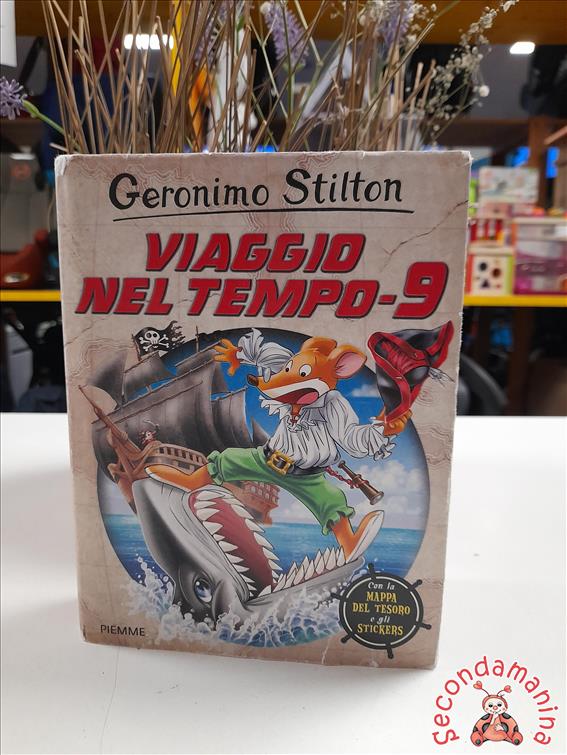 Geronimo Stilton
VIAGGIO
NEL TEMPO-9
Con la
MAPPA
DEL TESORO
e gli
STICKERS
PIEMME
Secondamanina